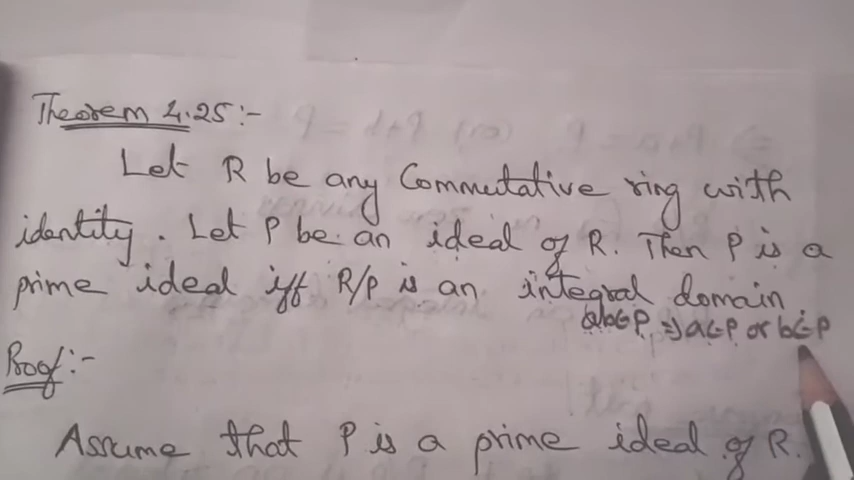 Theorem 4.25:-
Let R be any Commutative ring with
identity. Let P be an ideal of R. Then P is a
prime ideal iff R/P is an integral domain
ab∈P ⇒ a∈P or b∈P
Proof:-
Assume that P is a prime ideal of R.